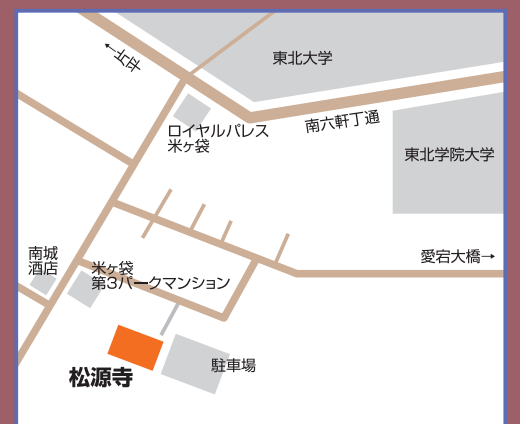 東北大学
←片平
南六軒丁通
ロイヤルパレス
米ヶ袋
東北学院大学
愛宕大橋→
南城
酒店
米ヶ袋
第3パークマンション
駐車場
松源寺